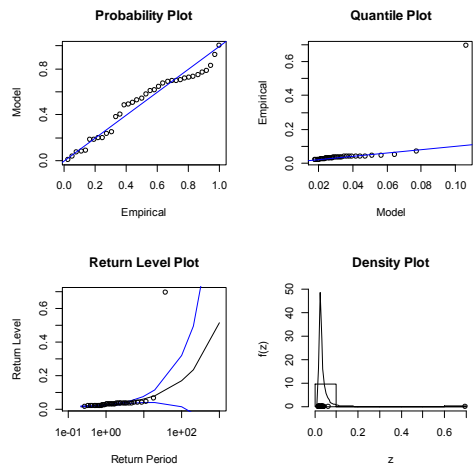 Probability Plot
Model
0.0 0.4 0.8
0.0 0.2 0.4 0.6 0.8 1.0
Empirical
Quantile Plot
Empirical
0.0 0.2 0.4 0.6
0.02 0.04 0.06 0.08 0.10
Model
Return Level Plot
Return Level
0.0 0.2 0.4 0.6
1e-01 1e+00 1e+02
Return Period
Density Plot
f(z)
0 10 20 30 40 50
0.0 0.2 0.4 0.6
z